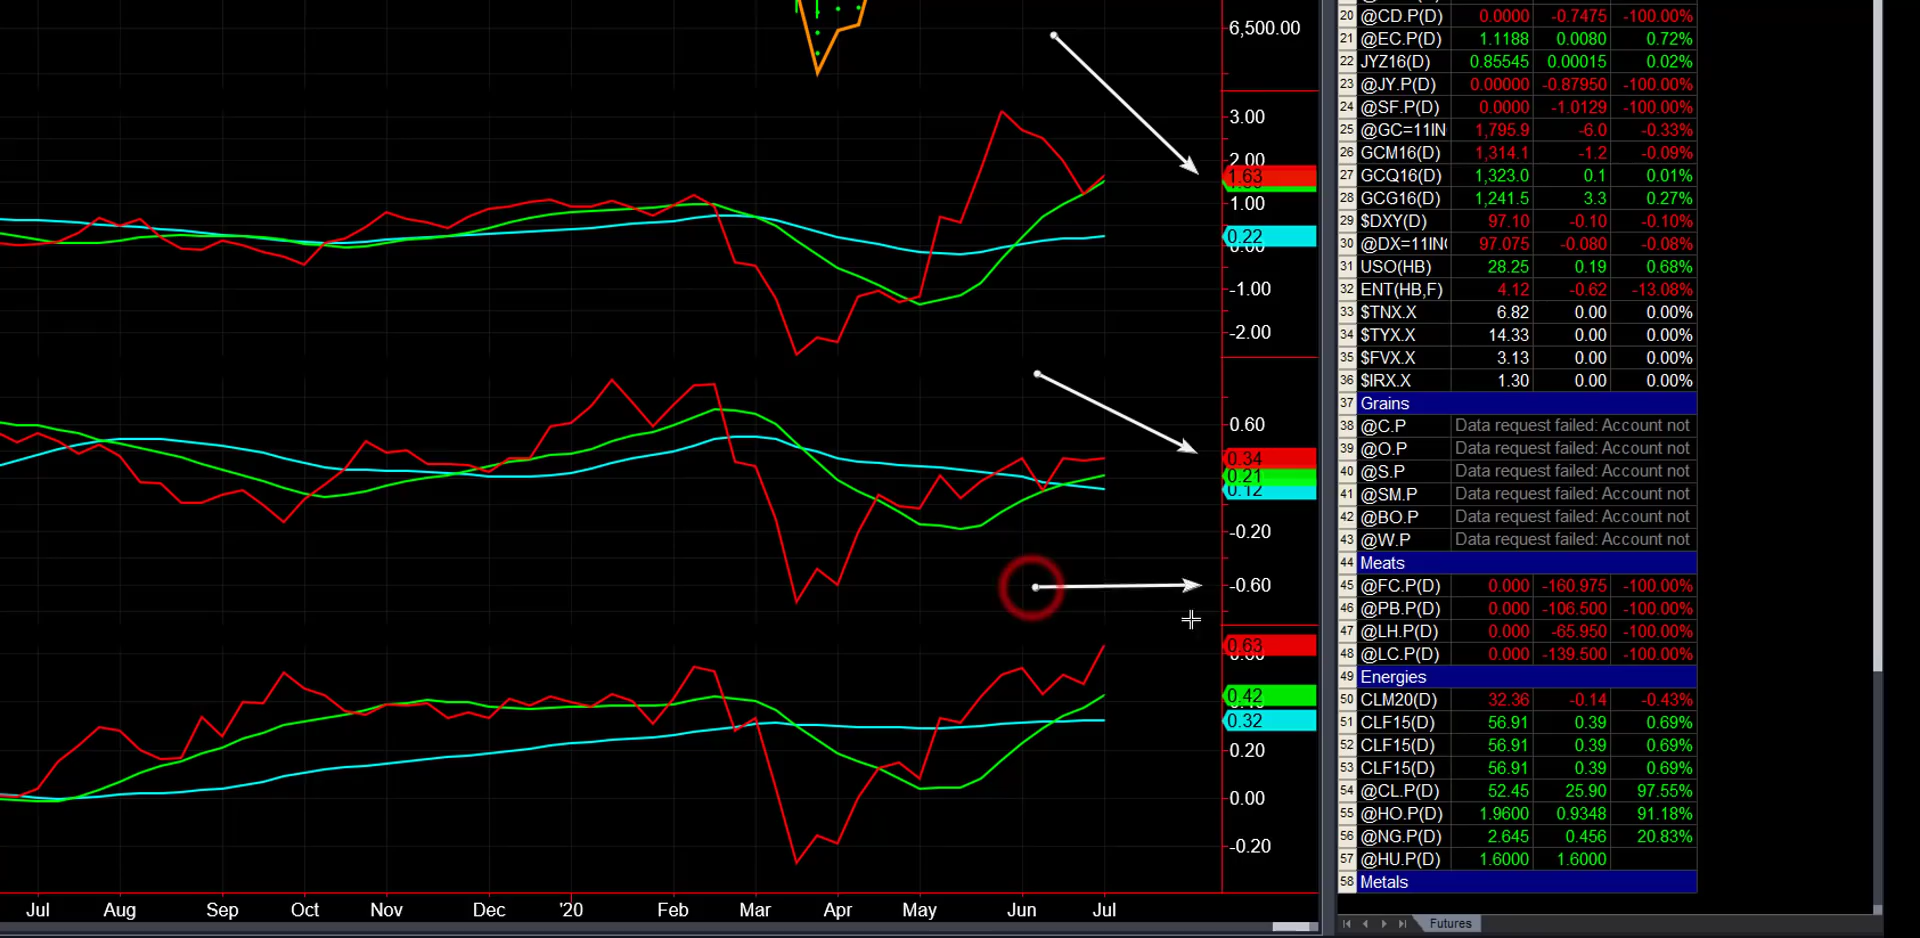 6,500.00
3.00
2.00
1.63
1.00
0.22
0.00
-1.00
-2.00
0.60
0.34
0.21
0.12
-0.20
-0.60
0.63
0.60
0.42
0.32
0.20
0.00
-0.20
Jul Aug Sep Oct Nov Dec '20 Feb Mar Apr May Jun Jul
20 @CD.P(D) 0.0000 -0.7475 -100.00%
21 @EC.P(D) 1.1188 0.0080 0.72%
22 JYZ16(D) 0.85545 0.00015 0.02%
23 @JY.P(D) 0.00000 -0.87950 -100.00%
24 @SF.P(D) 0.0000 -1.0129 -100.00%
25 @GC=11IN 1,795.9 -6.0 -0.33%
26 GCM16(D) 1,314.1 -1.2 -0.09%
27 GCQ16(D) 1,323.0 0.1 0.01%
28 GCG16(D) 1,241.5 3.3 0.27%
29 $DXY(D) 97.10 -0.10 -0.10%
30 @DX=11IN 97.075 -0.080 -0.08%
31 USO(HB) 28.25 0.19 0.68%
32 ENT(HB,F) 4.12 -0.62 -13.08%
33 $TNX.X 6.82 0.00 0.00%
34 $TYX.X 14.33 0.00 0.00%
35 $FVX.X 3.13 0.00 0.00%
36 $IRX.X 1.30 0.00 0.00%
37 Grains
38 @C.P Data request failed: Account not
39 @O.P Data request failed: Account not
40 @S.P Data request failed: Account not
41 @SM.P Data request failed: Account not
42 @BO.P Data request failed: Account not
43 @W.P Data request failed: Account not
44 Meats
45 @FC.P(D) 0.000 -160.975 -100.00%
46 @PB.P(D) 0.000 -106.500 -100.00%
47 @LH.P(D) 0.000 -65.950 -100.00%
48 @LC.P(D) 0.000 -139.500 -100.00%
49 Energies
50 CLM20(D) 32.36 -0.14 -0.43%
51 CLF15(D) 56.91 0.39 0.69%
52 CLF15(D) 56.91 0.39 0.69%
53 CLF15(D) 56.91 0.39 0.69%
54 @CL.P(D) 52.45 25.90 97.55%
55 @HO.P(D) 1.9600 0.9348 91.18%
56 @NG.P(D) 2.645 0.456 20.83%
57 @HU.P(D) 1.6000 1.6000
58 Metals
Futures